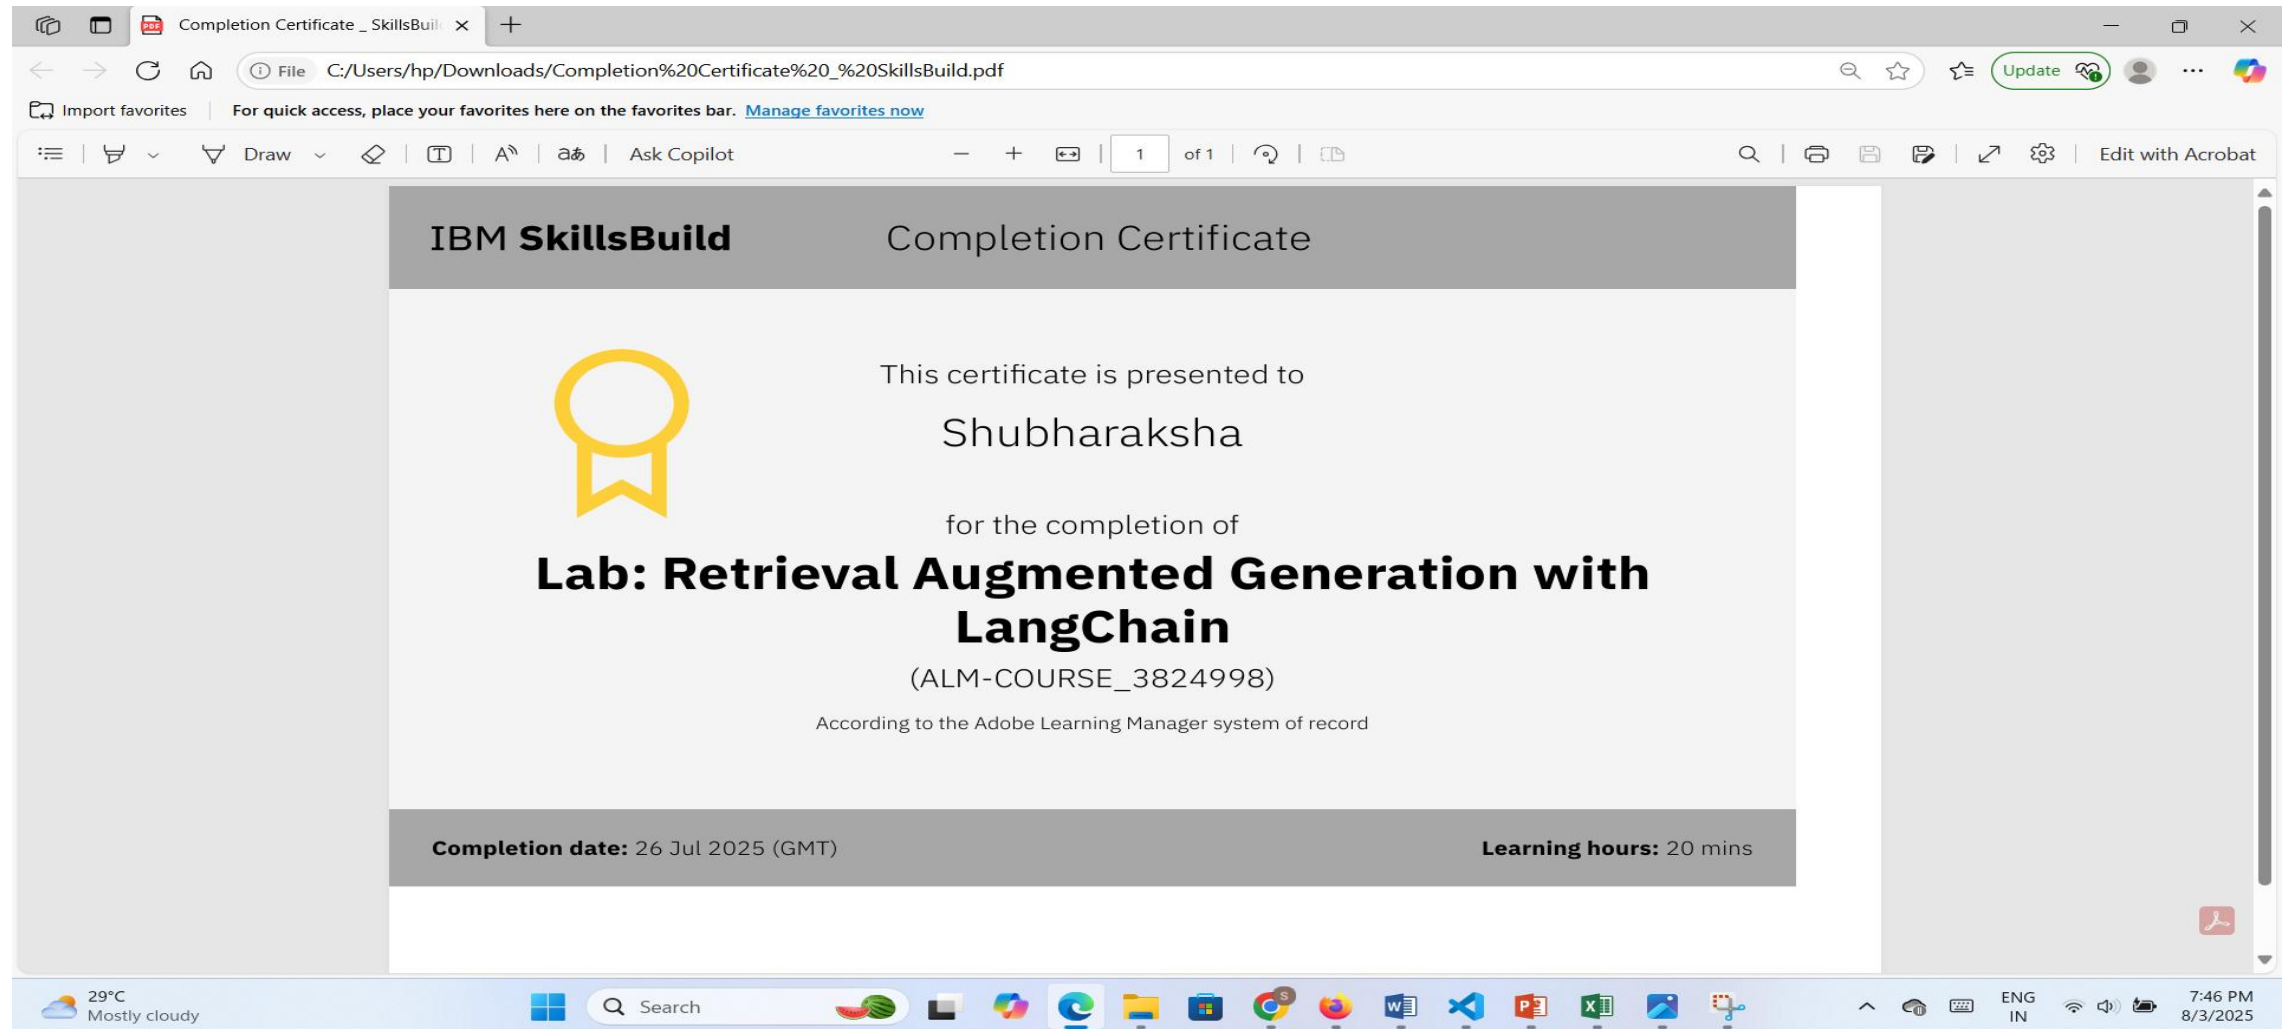 Completion Certificate _ SkillsBuil
File C:/Users/hp/Downloads/Completion%20Certificate%20_%20SkillsBuild.pdf
Update
Import favorites For quick access, place your favorites here on the favorites bar. Manage favorites now
Draw T A aあ Ask Copilot 1 of 1 Edit with Acrobat
IBM SkillsBuild Completion Certificate
This certificate is presented to
Shubharaksha
for the completion of
Lab: Retrieval Augmented Generation with
LangChain
(ALM-COURSE_3824998)
According to the Adobe Learning Manager system of record
Completion date: 26 Jul 2025 (GMT) Learning hours: 20 mins
29°C
Mostly cloudy
Search
ENG
IN
7:46 PM
8/3/2025